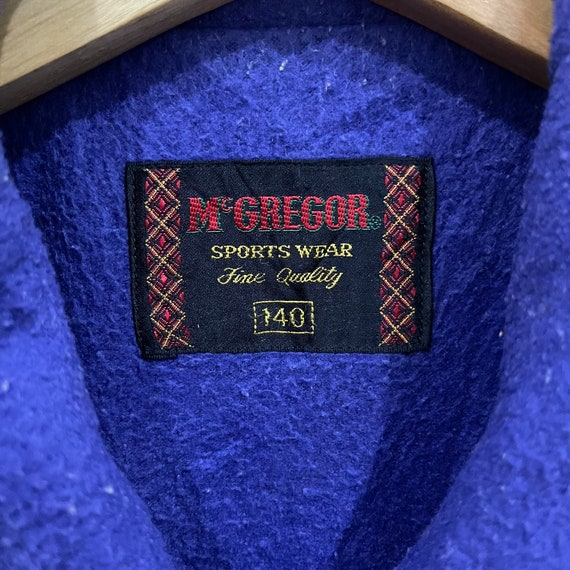 McGREGOR®
SPORTS WEAR
Fine Quality
140